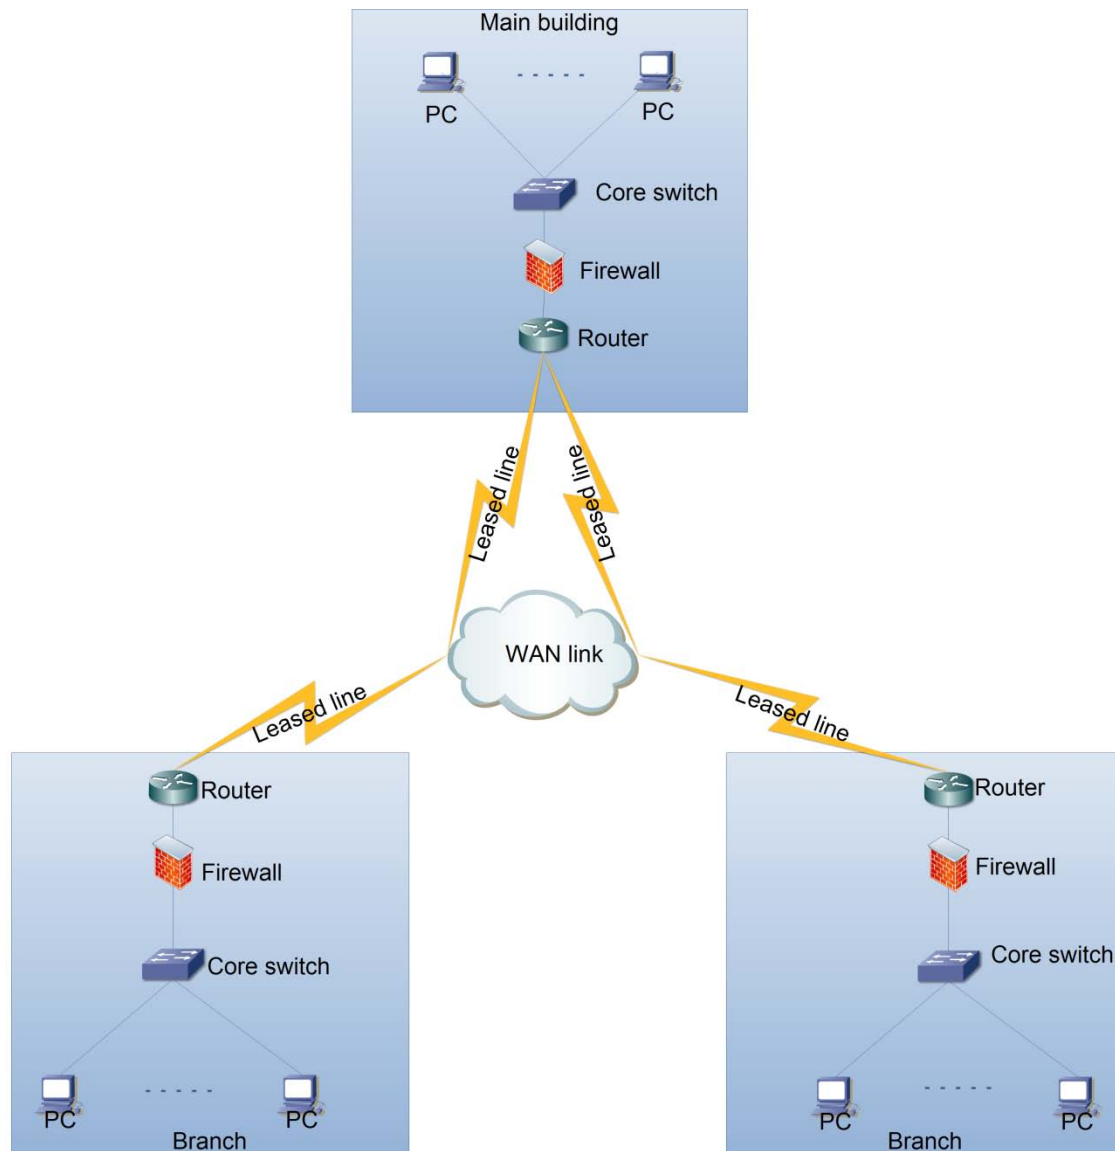 Main building
PC
PC
Core switch
Firewall
Router
Leased line
Leased line
WAN link
Leased line
Leased line
Router
Firewall
Core switch
PC
PC
Branch
Router
Firewall
Core switch
PC
PC
Branch